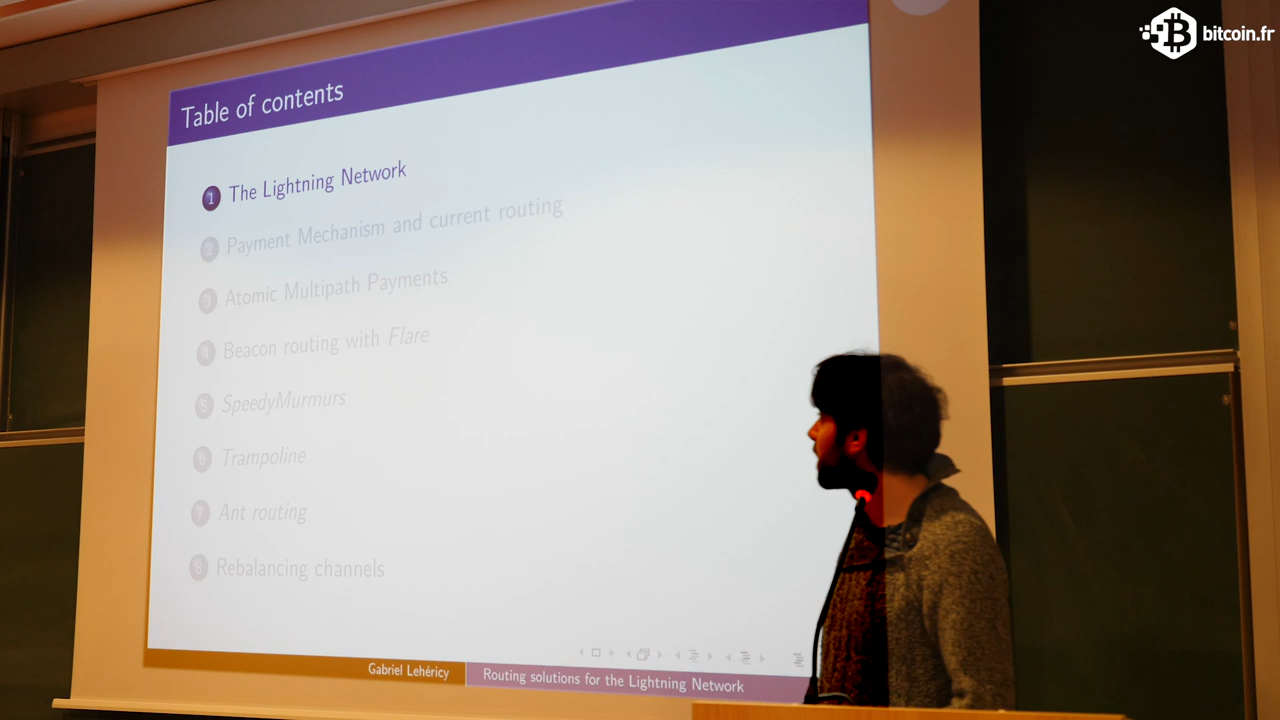 bitcoin.fr
Table of contents
1 The Lightning Network
2 Payment Mechanism and current routing
3 Atomic Multipath Payments
4 Beacon routing with Flare
5 SpeedyMurmurs
6 Trampoline
7 Ant routing
8 Rebalancing channels
Gabriel Lehéricy
Routing solutions for the Lightning Network